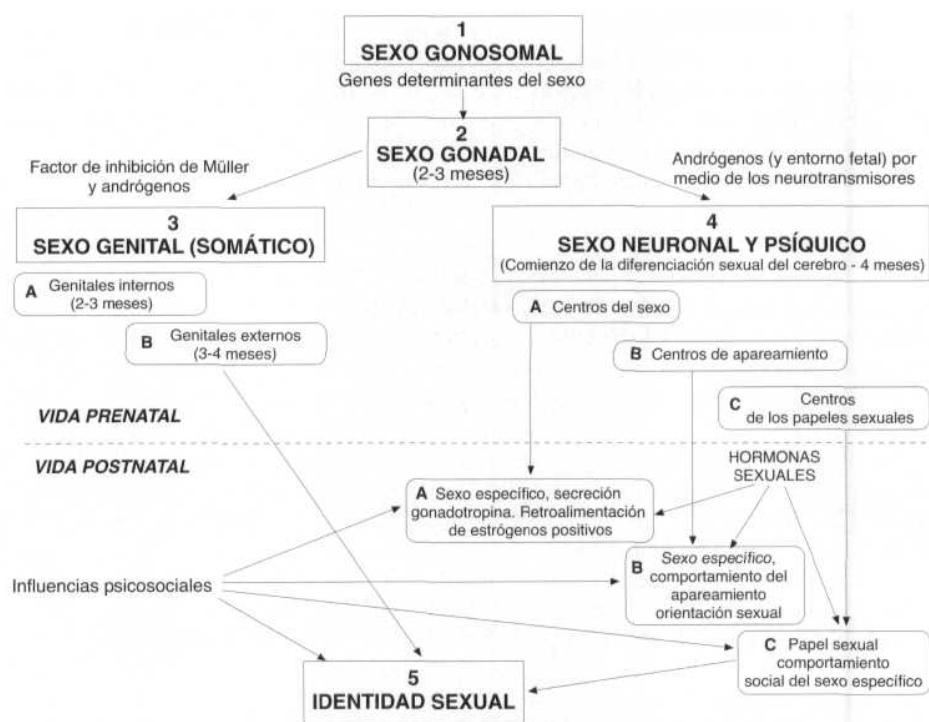 1
SEXO GONOSOMAL
Genes determinantes del sexo
2
SEXO GONADAL
(2-3 meses)
Factor de inhibición de Müller
y andrógenos
Andrógenos (y entorno fetal) por
medio de los neurotransmisores
3
SEXO GENITAL (SOMÁTICO)
4
SEXO NEURONAL Y PSÍQUICO
(Comienzo de la diferenciación sexual del cerebro - 4 meses)
A Genitales internos
(2-3 meses)
B Genitales externos
(3-4 meses)
A Centros del sexo
B Centros de apareamiento
C Centros
de los papeles sexuales
VIDA PRENATAL
VIDA POSTNATAL
HORMONAS
SEXUALES
A Sexo específico, secreción
gonadotropina. Retroalimentación
de estrógenos positivos
B Sexo específico,
comportamiento del
apareamiento
orientación sexual
Influencias psicosociales
C Papel sexual
comportamiento
social del sexo específico
5
IDENTIDAD SEXUAL